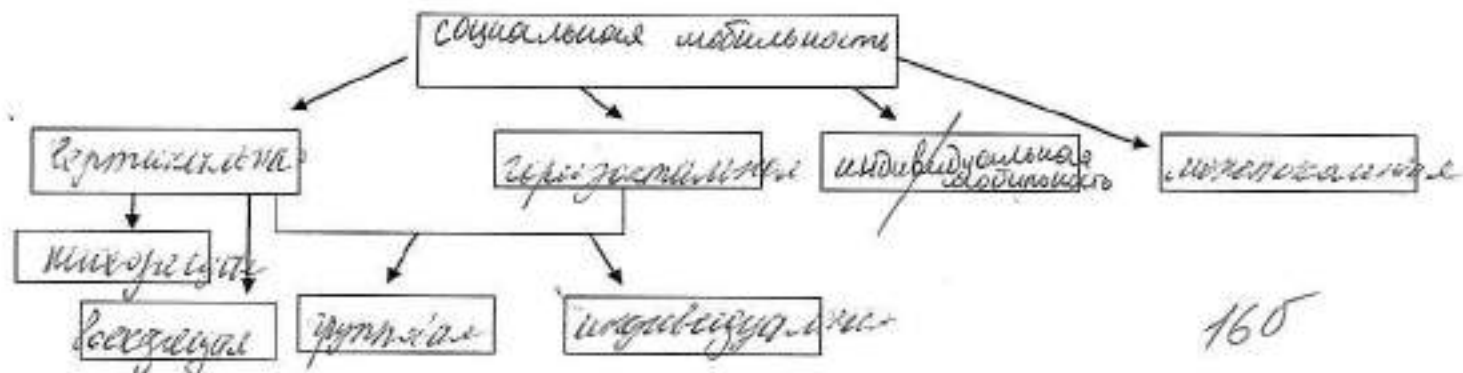 социальная мобильность
вертикальная
горизонтальная
индивидуальная
мобильность
межпоколенная
нисходящая
восходящая
групповая
индивидуальная
16б